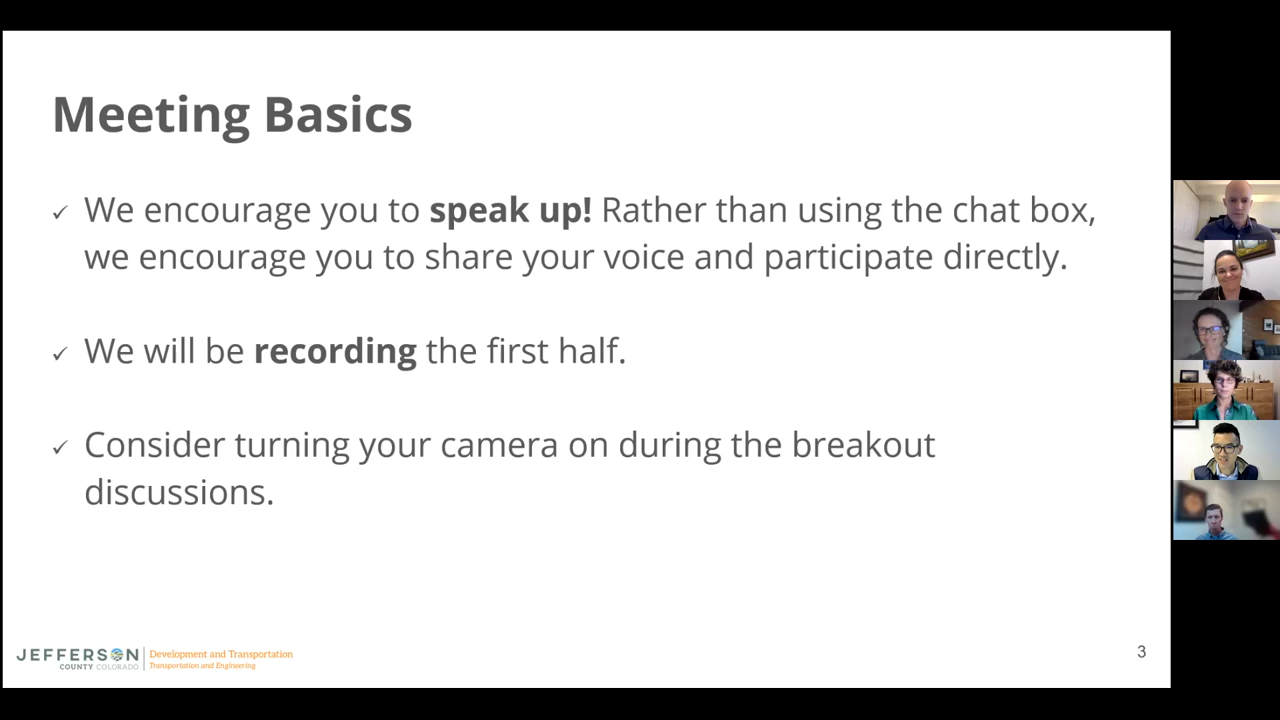 Meeting Basics
✓ We encourage you to speak up! Rather than using the chat box,
we encourage you to share your voice and participate directly.
✓ We will be recording the first half.
✓ Consider turning your camera on during the breakout
discussions.
JEFFERSON
COUNTY COLORADO
Development and Transportation
Transportation and Engineering
3